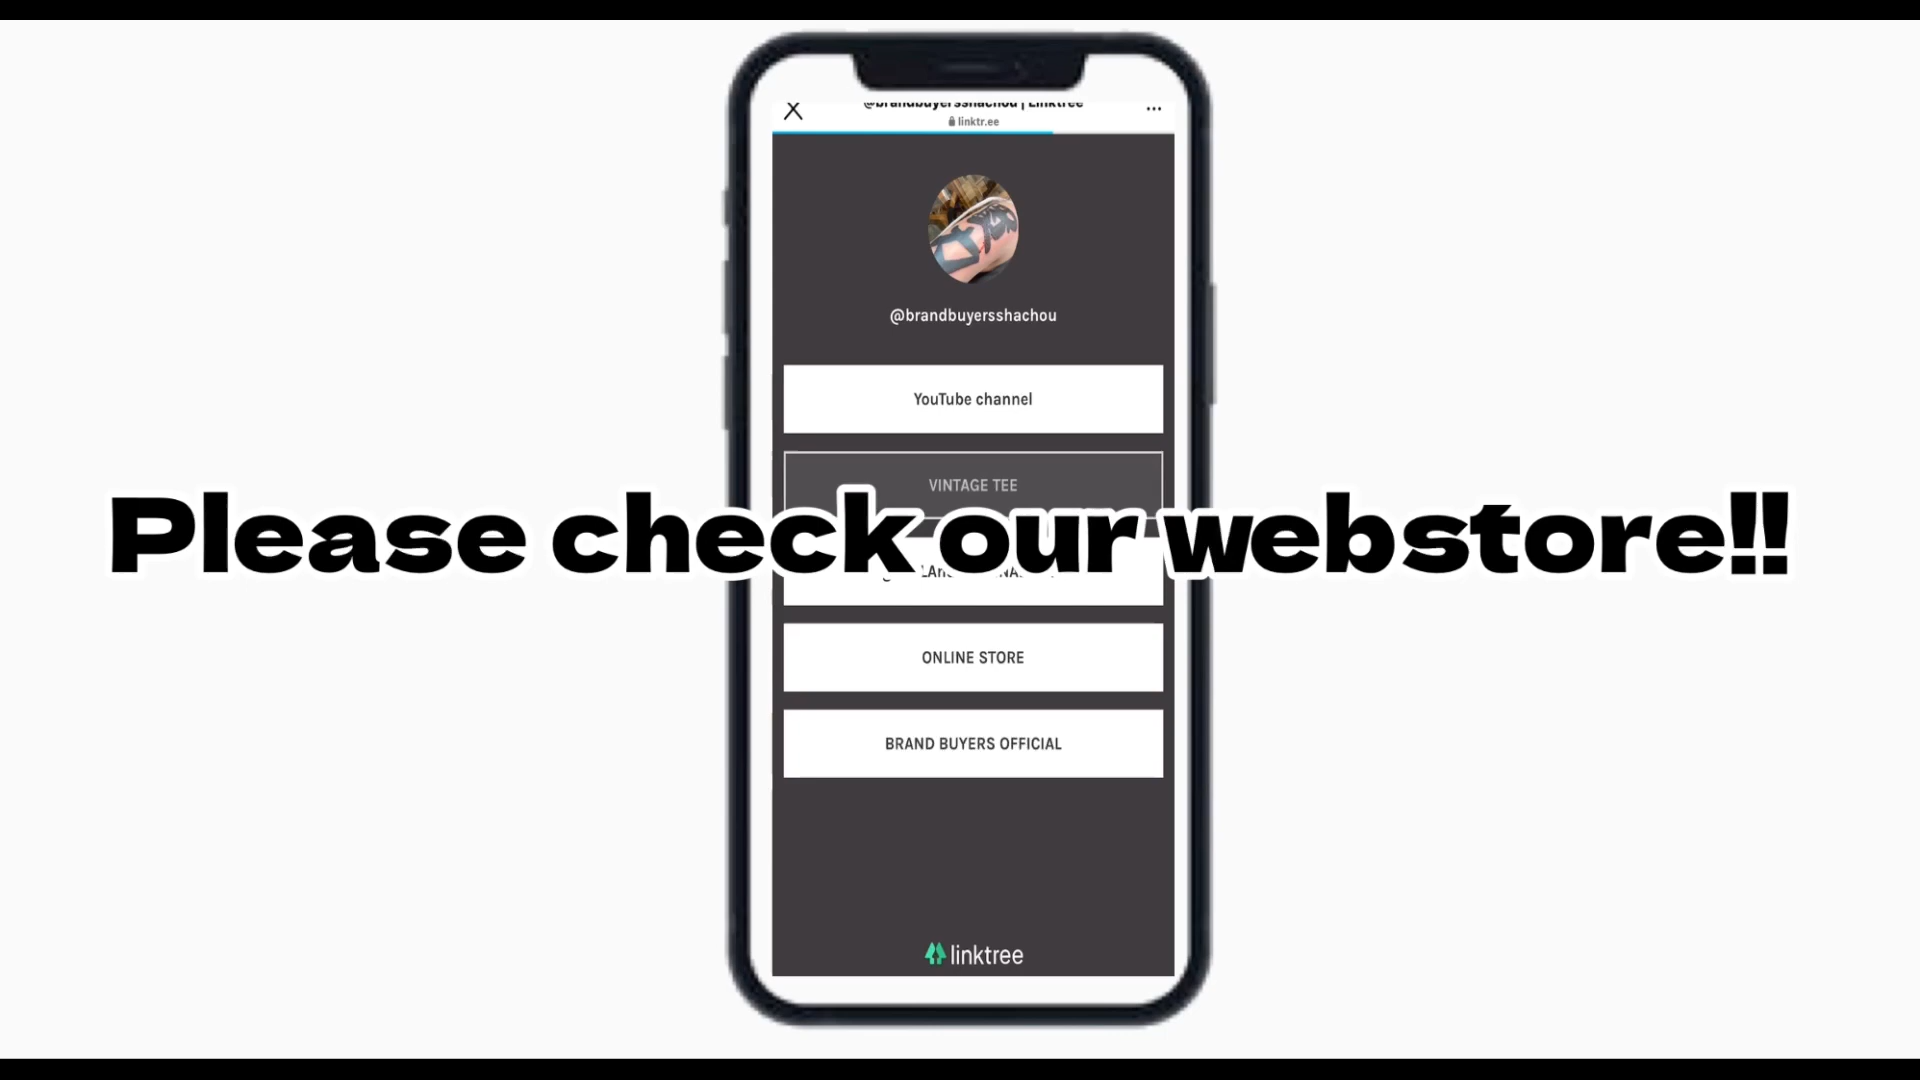 @brandbuyersshachou | Linktree
linktr.ee
@brandbuyersshachou
YouTube channel
VINTAGE TEE
Please check our webstore!!
ONLINE STORE
BRAND BUYERS OFFICIAL
linktree